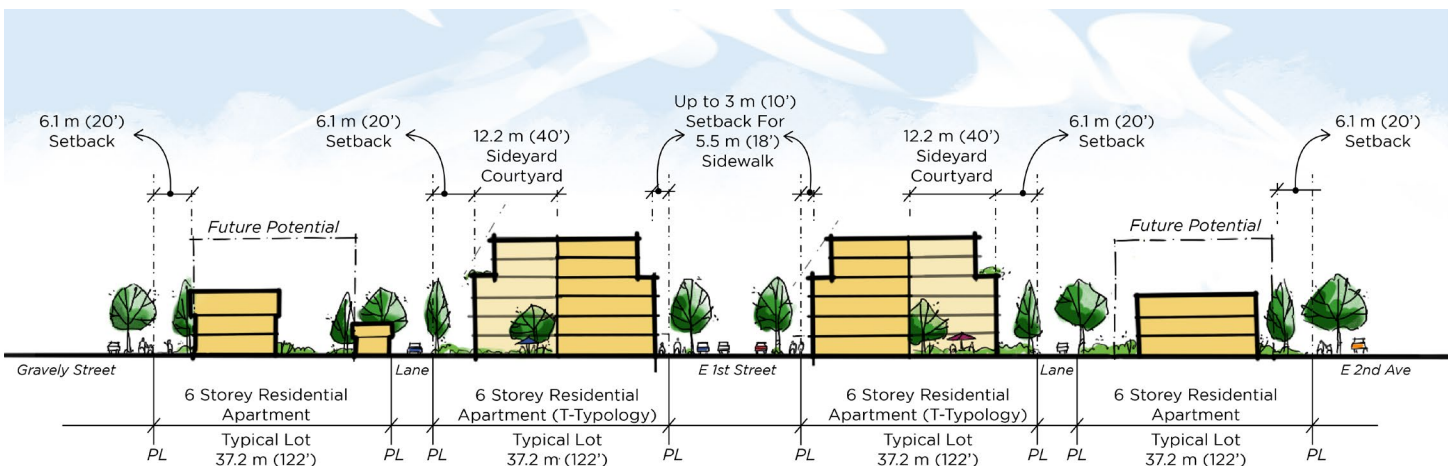 6.1 m (20')
Setback
6.1 m (20')
Setback
12.2 m (40')
Sideyard
Courtyard
Up to 3 m (10')
Setback For
5.5 m (18')
Sidewalk
12.2 m (40')
Sideyard
Courtyard
6.1 m (20')
Setback
6.1 m (20')
Setback
Future Potential
Future Potential
Gravely Street
Lane
E 1st Street
Lane
E 2nd Ave
6 Storey Residential
Apartment
6 Storey Residential
Apartment (T-Typology)
6 Storey Residential
Apartment (T-Typology)
6 Storey Residential
Apartment
PL
Typical Lot
37.2 m (122')
PL
PL
Typical Lot
37.2 m (122')
PL
PL
Typical Lot
37.2 m (122')
PL
PL
Typical Lot
37.2 m (122')
PL